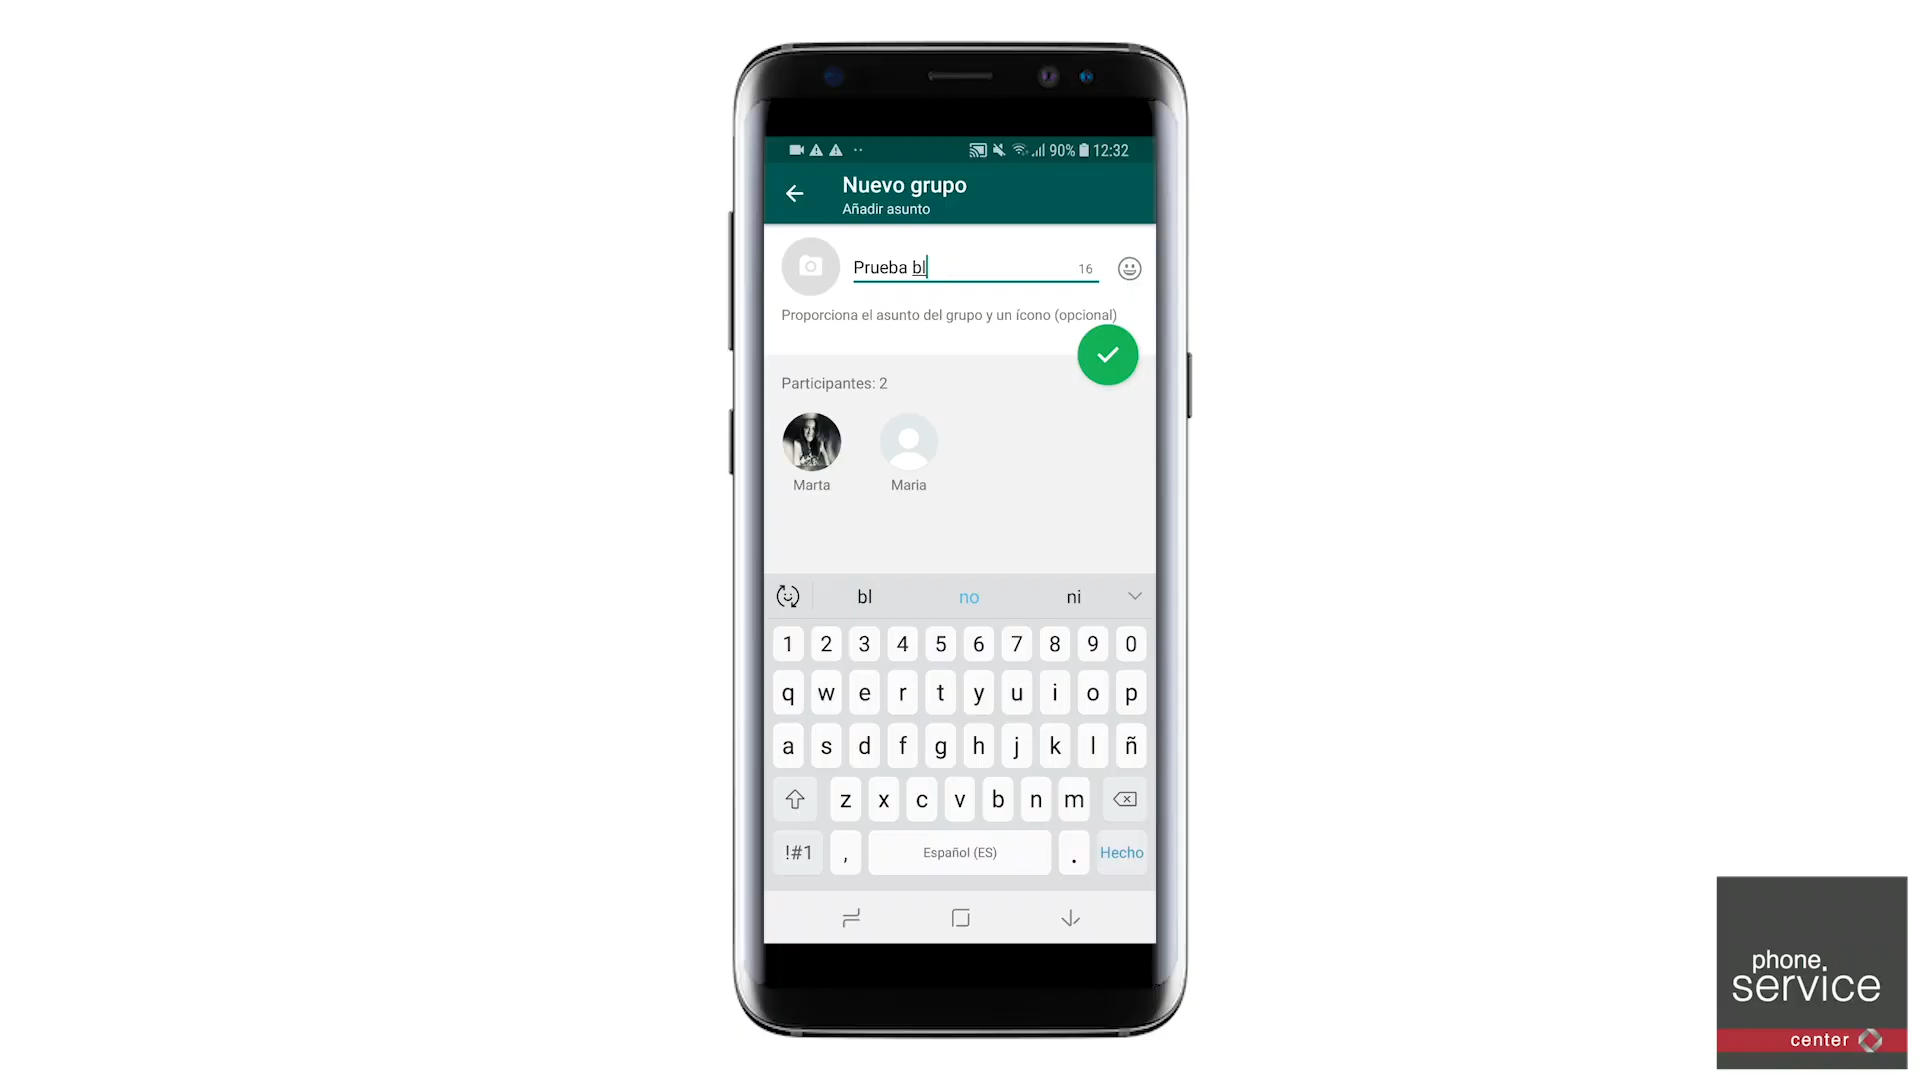 90% 12:32
Nuevo grupo
Añadir asunto
Prueba bl
16
Proporciona el asunto del grupo y un ícono (opcional)
Participantes: 2
Marta Maria
bl no ni
1 2 3 4 5 6 7 8 9 0
q w e r t y u i o p
a s d f g h j k l ñ
z x c v b n m
!#1 , Español (ES) . Hecho
phone
service
center